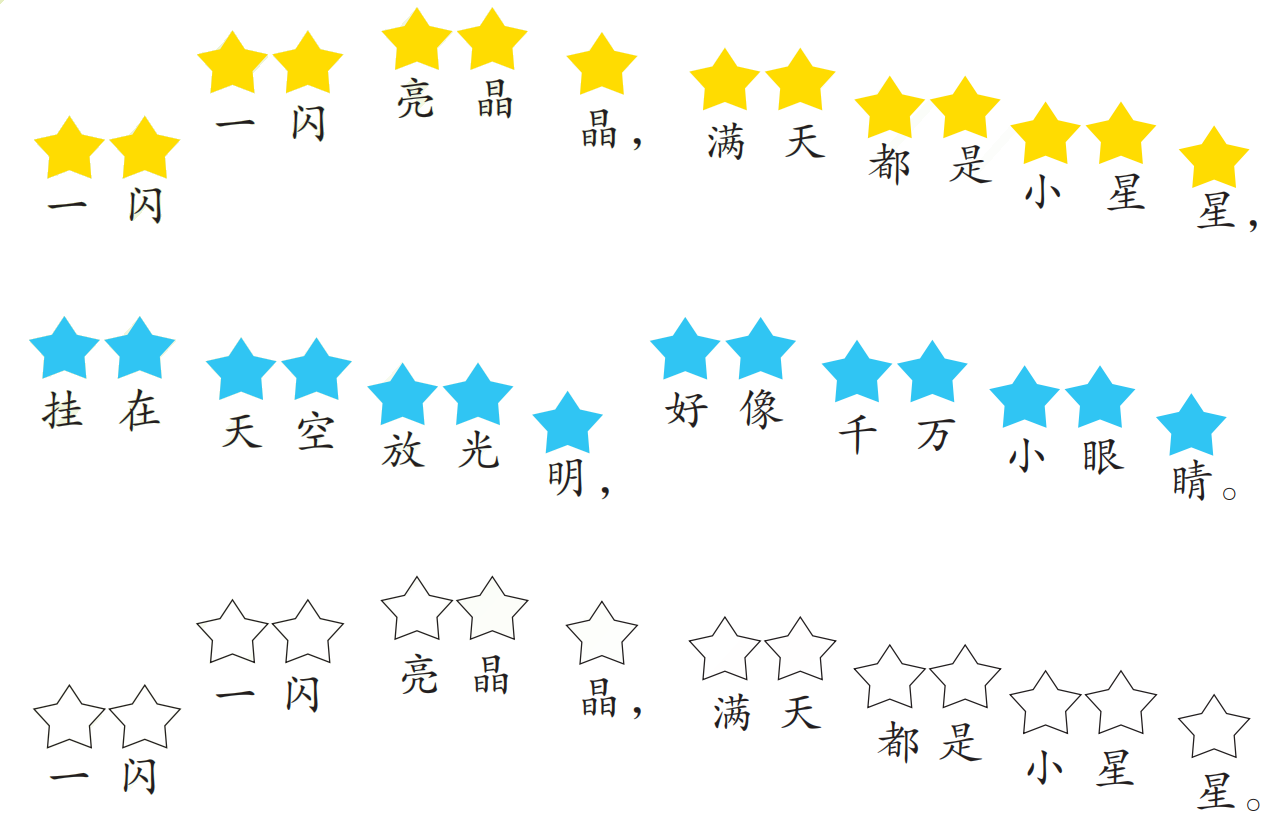 一闪一闪亮晶晶，满天都是小星星，
挂在天空放光明，好像千万小眼睛。
一闪一闪亮晶晶，满天都是小星星。